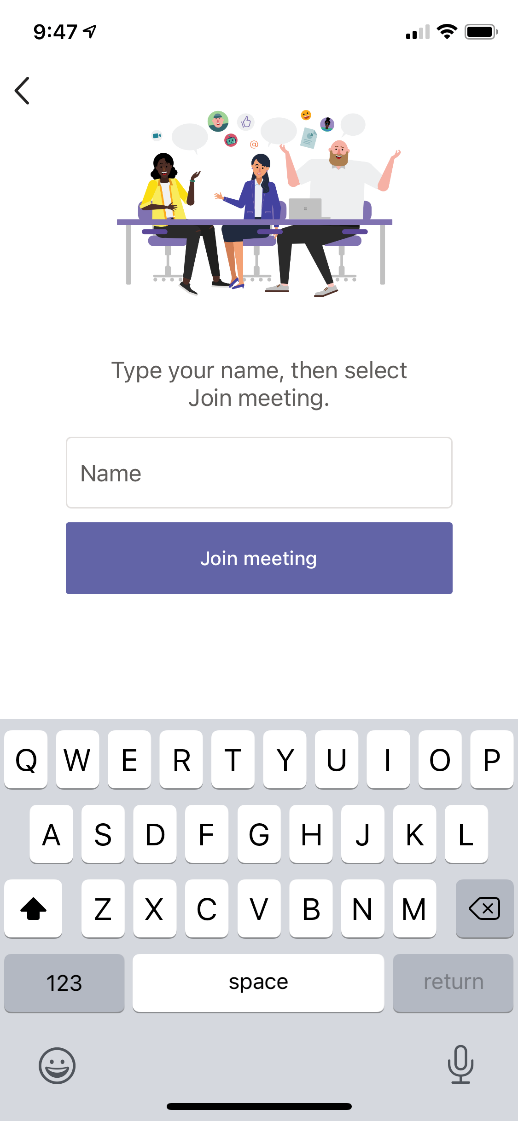 9:47
@
Type your name, then select
Join meeting.
Name
Join meeting
Q W E R T Y U I O P
A S D F G H J K L
Z X C V B N M
123 space return